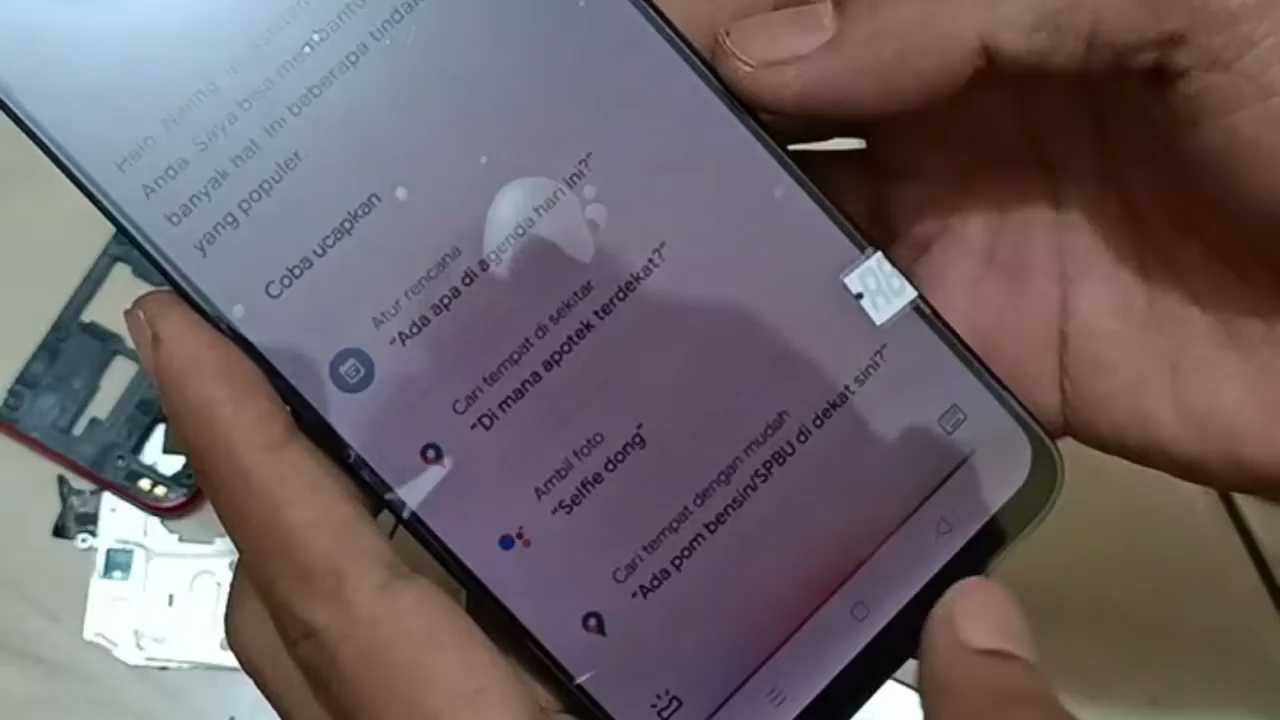 Halo, Naing
Anda. Saya bisa membantu
banyak hal. Ini beberapa tindakan
yang populer
Coba ucapkan
Atur rencana
"Ada apa di agenda hari ini?"
Cari tempat di sekitar
"Di mana apotek terdekat?"
Ambil foto
"Selfie dong"
Cari tempat dengan mudah
"Ada pom bensin/SPBU di dekat sini?"